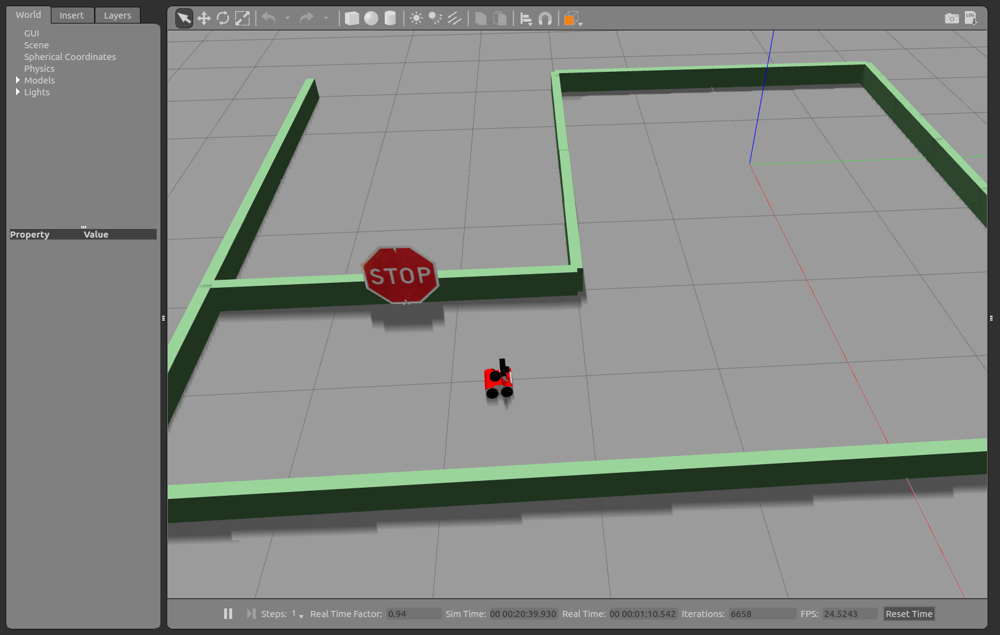 World Insert Layers
GUI
Scene
Spherical Coordinates
Physics
Models
Lights
Property Value
LOG
STOP
Steps: 1 Real Time Factor: 0.94 Sim Time: 00 00:20:39.930 Real Time: 00 00:01:10.542 Iterations: 6658 FPS: 24.5243 Reset Time